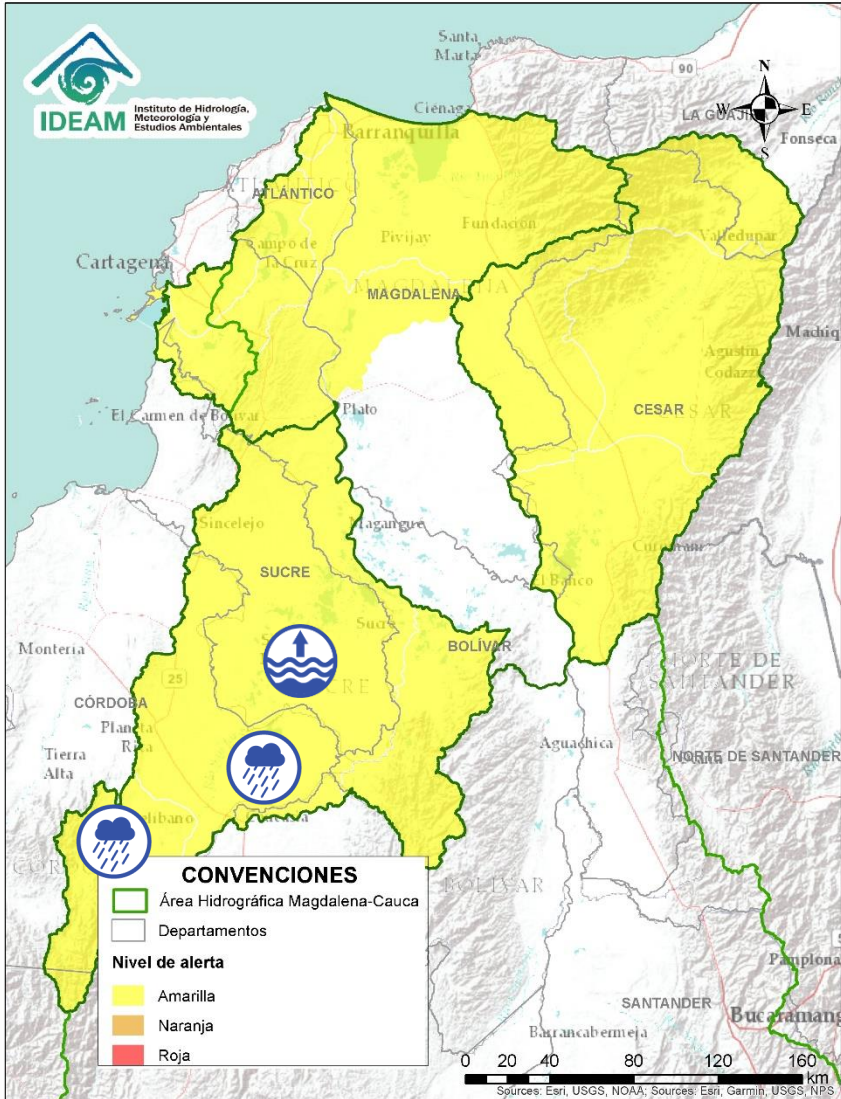 Santa
Marta
90
N
IDEAM
Instituto de Hidrología,
Meteorología y
Estudios Ambientales
Ciénaga
W
E
LA GUAJI
Fonseca
S
Barranquilla
ATLÁNTICO
Fundación
Campo de
la Cruz
Pivijay
Valledupar
Cartagena
MAGDALENA
Machiq
Agustín
Codazzi
CESAR
El Carmen de Bolívar
Plato
Sincelejo
Magangue
SUCRE
El Banco
Sucre
Montería
BOLÍVAR
NORTE DE
SANTANDER
25
CÓRDOBA
Planeta
Rica
Aguachica
Tierra
Alta
NORTE DE SANTANDER
CONVENCIONES
Área Hidrográfica Magdalena-Cauca
BOLÍVAR
Departamentos
Nivel de alerta
Pamplona
Amarilla
SANTANDER
Naranja
Bucaramang
Barrancabermeja
Roja
0 20 40 80 120 160
km
Sources: Esri, USGS, NOAA; Sources: Esri, Garmin, USGS, NPS